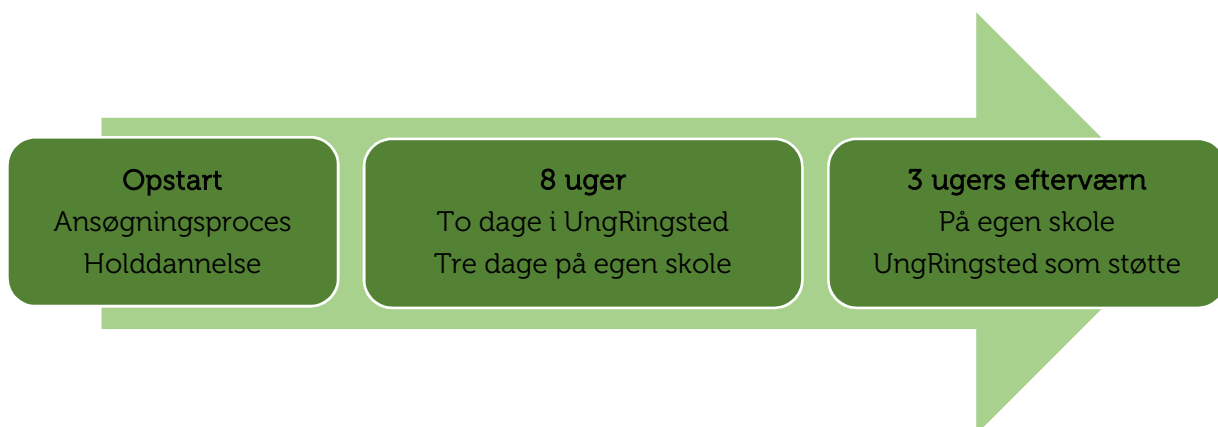 Opstart
Ansøgningsproces
Holddannelse
8 uger
To dage i UngRingsted
Tre dage på egen skole
3 ugers efterværn
På egen skole
UngRingsted som støtte